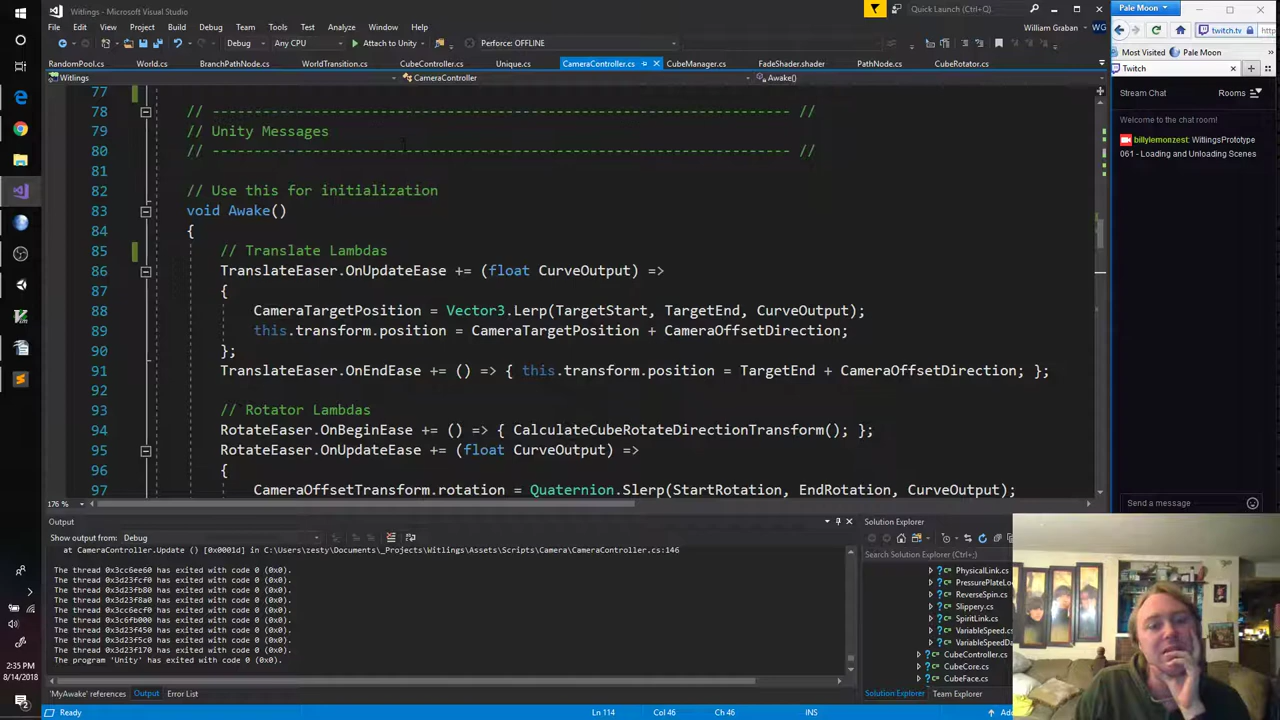 Witlings - Microsoft Visual Studio
Quick Launch (Ctrl+Q)
File Edit View Project Build Debug Team Tools Test Analyze Window Help
William Graban WG
Debug Any CPU Attach to Unity Perforce: OFFLINE
RandomPool.cs World.cs BranchPathNode.cs WorldTransition.cs CubeController.cs Unique.cs CameraController.cs CubeManager.cs FadeShader.shader PathNode.cs CubeRotator.cs
Witlings CameraController Awake()
77
78 // --------------------------------------------------------------------- //
79 // Unity Messages
80 // --------------------------------------------------------------------- //
81
82 // Use this for initialization
83 void Awake()
84 {
85 // Translate Lambdas
86 TranslateEaser.OnUpdateEase += (float CurveOutput) =>
87 {
88 CameraTargetPosition = Vector3.Lerp(TargetStart, TargetEnd, CurveOutput);
89 this.transform.position = CameraTargetPosition + CameraOffsetDirection;
90 };
91 TranslateEaser.OnEndEase += () => { this.transform.position = TargetEnd + CameraOffsetDirection; };
92
93 // Rotator Lambdas
94 RotateEaser.OnBeginEase += () => { CalculateCubeRotateDirectionTransform(); };
95 RotateEaser.OnUpdateEase += (float CurveOutput) =>
96 {
97 CameraOffsetTransform.rotation = Quaternion.Slerp(StartRotation, EndRotation, CurveOutput);
176 %
Output
Show output from: Debug
at CameraController.Update () [0x0001d] in C:\Users\zesty\Documents\_Projects\Witlings\Assets\Scripts\Camera\CameraController.cs:146
The thread 0x3cc6ee60 has exited with code 0 (0x0).
The thread 0x3d23fcf0 has exited with code 0 (0x0).
The thread 0x3d23fb80 has exited with code 0 (0x0).
The thread 0x3d23f8a0 has exited with code 0 (0x0).
The thread 0x3cc6ecf0 has exited with code 0 (0x0).
The thread 0x3c6fb000 has exited with code 0 (0x0).
The thread 0x3d23f450 has exited with code 0 (0x0).
The thread 0x3d23f5c0 has exited with code 0 (0x0).
The thread 0x3d23f170 has exited with code 0 (0x0).
The program 'Unity' has exited with code 0 (0x0).
'MyAwake' references Output Error List
Solution Explorer
Search Solution Explorer (Ctrl+;)
PhysicalLink.cs
PressurePlateLo
ReverseSpin.cs
Slippery.cs
SpiritLink.cs
VariableSpeed.c
VariableSpeedDa
CubeController.cs
CubeCore.cs
CubeFace.cs
Solution Explorer Team Explorer
Ready Ln 114 Col 46 Ch 46 INS
2:35 PM
8/14/2018
2
Pale Moon
twitch.tv
Most Visited Pale Moon
Twitch
Stream Chat Rooms
Welcome to the chat room!
billylemonzest: WitlingsPrototype
061 - Loading and Unloading Scenes
Send a message